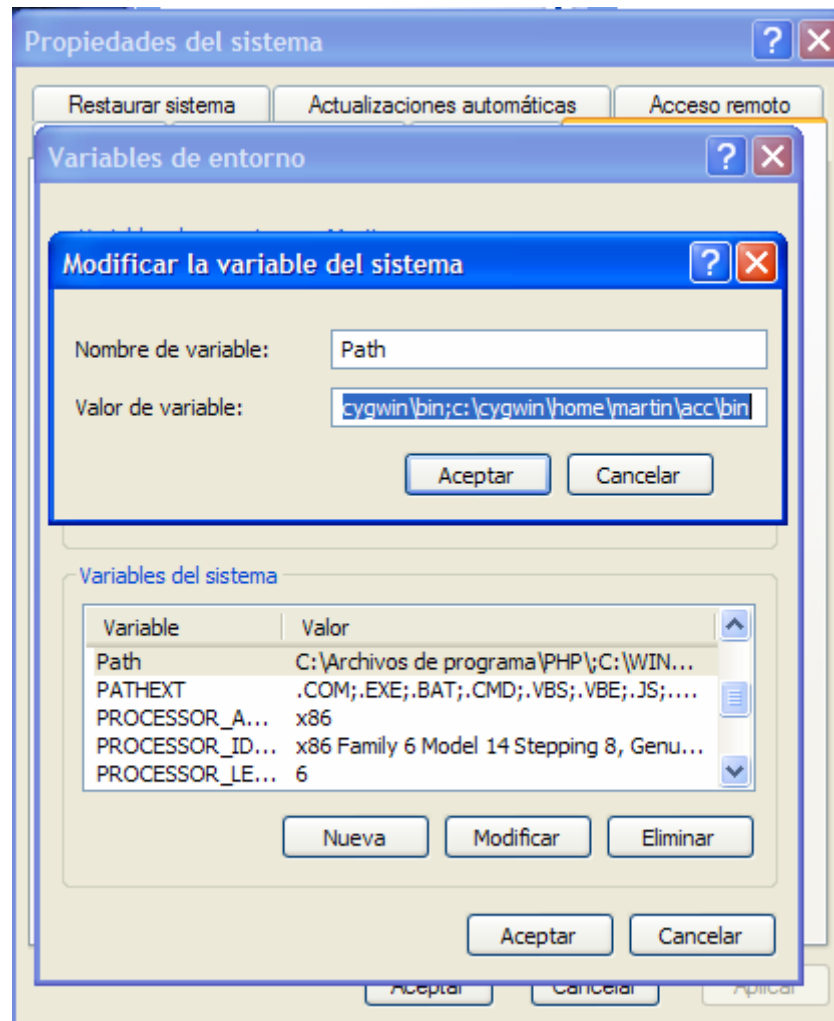 Propiedades del sistema
Restaurar sistema
Actualizaciones automáticas
Acceso remoto
Variables de entorno
Modificar la variable del sistema
Nombre de variable:
Path
Valor de variable:
cygwin\bin;c:\cygwin\home\martin\acc\bin
Aceptar
Cancelar
Variables del sistema
Variable Valor
Path C:\Archivos de programa\PHP\;C:\WIN...
PATHEXT .COM;.EXE;.BAT;.CMD;.VBS;.VBE;.JS;....
PROCESSOR_A... x86
PROCESSOR_ID... x86 Family 6 Model 14 Stepping 8, Genu...
PROCESSOR_LE... 6
Nueva
Modificar
Eliminar
Aceptar
Cancelar
Aceptar
Cancelar
Aplicar